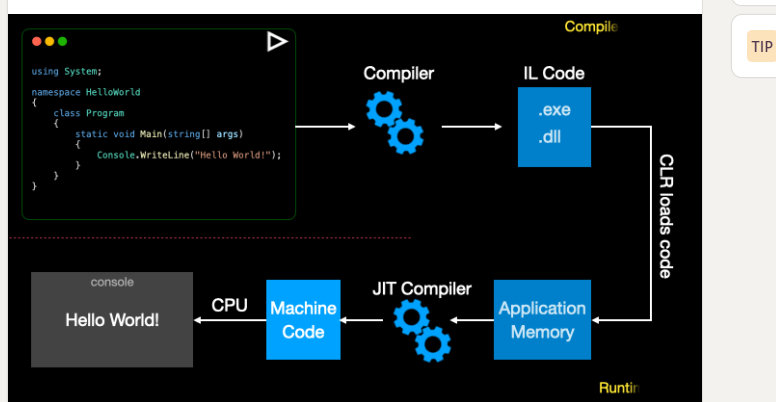 TIP
Compile
using System;
namespace HelloWorld
{
class Program
{
static void Main(string[] args)
{
Console.WriteLine("Hello World!");
}
}
}
Compiler
IL Code
.exe
.dll
CLR loads code
Application
Memory
JIT Compiler
Machine
Code
CPU
console
Hello World!
Runtin